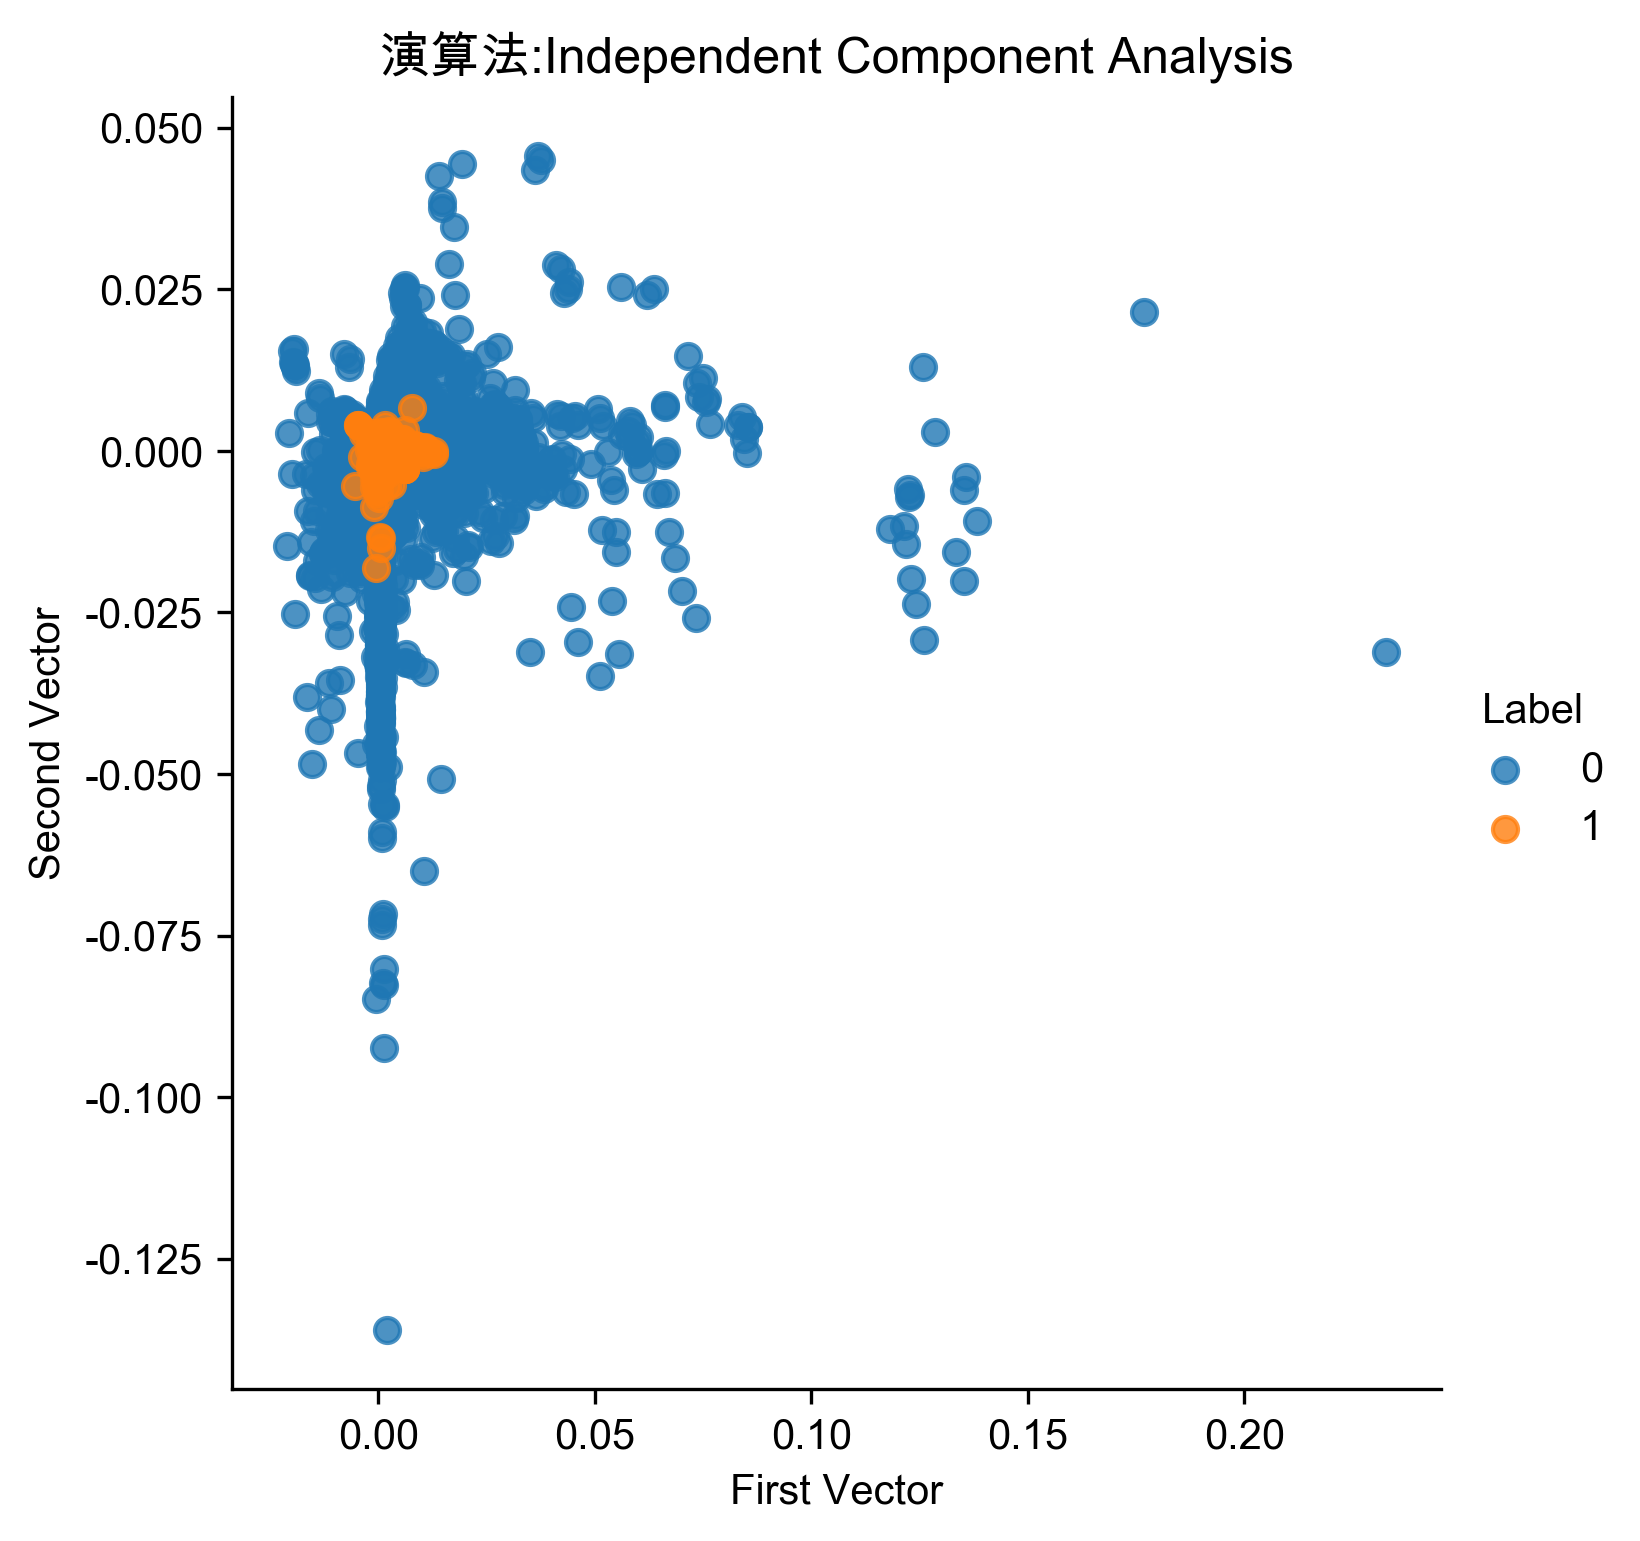 演算法:Independent Component Analysis
0.050
0.025
0.000
-0.025
-0.050
-0.075
-0.100
-0.125
Second Vector
0.00 0.05 0.10 0.15 0.20
First Vector
Label
0
1